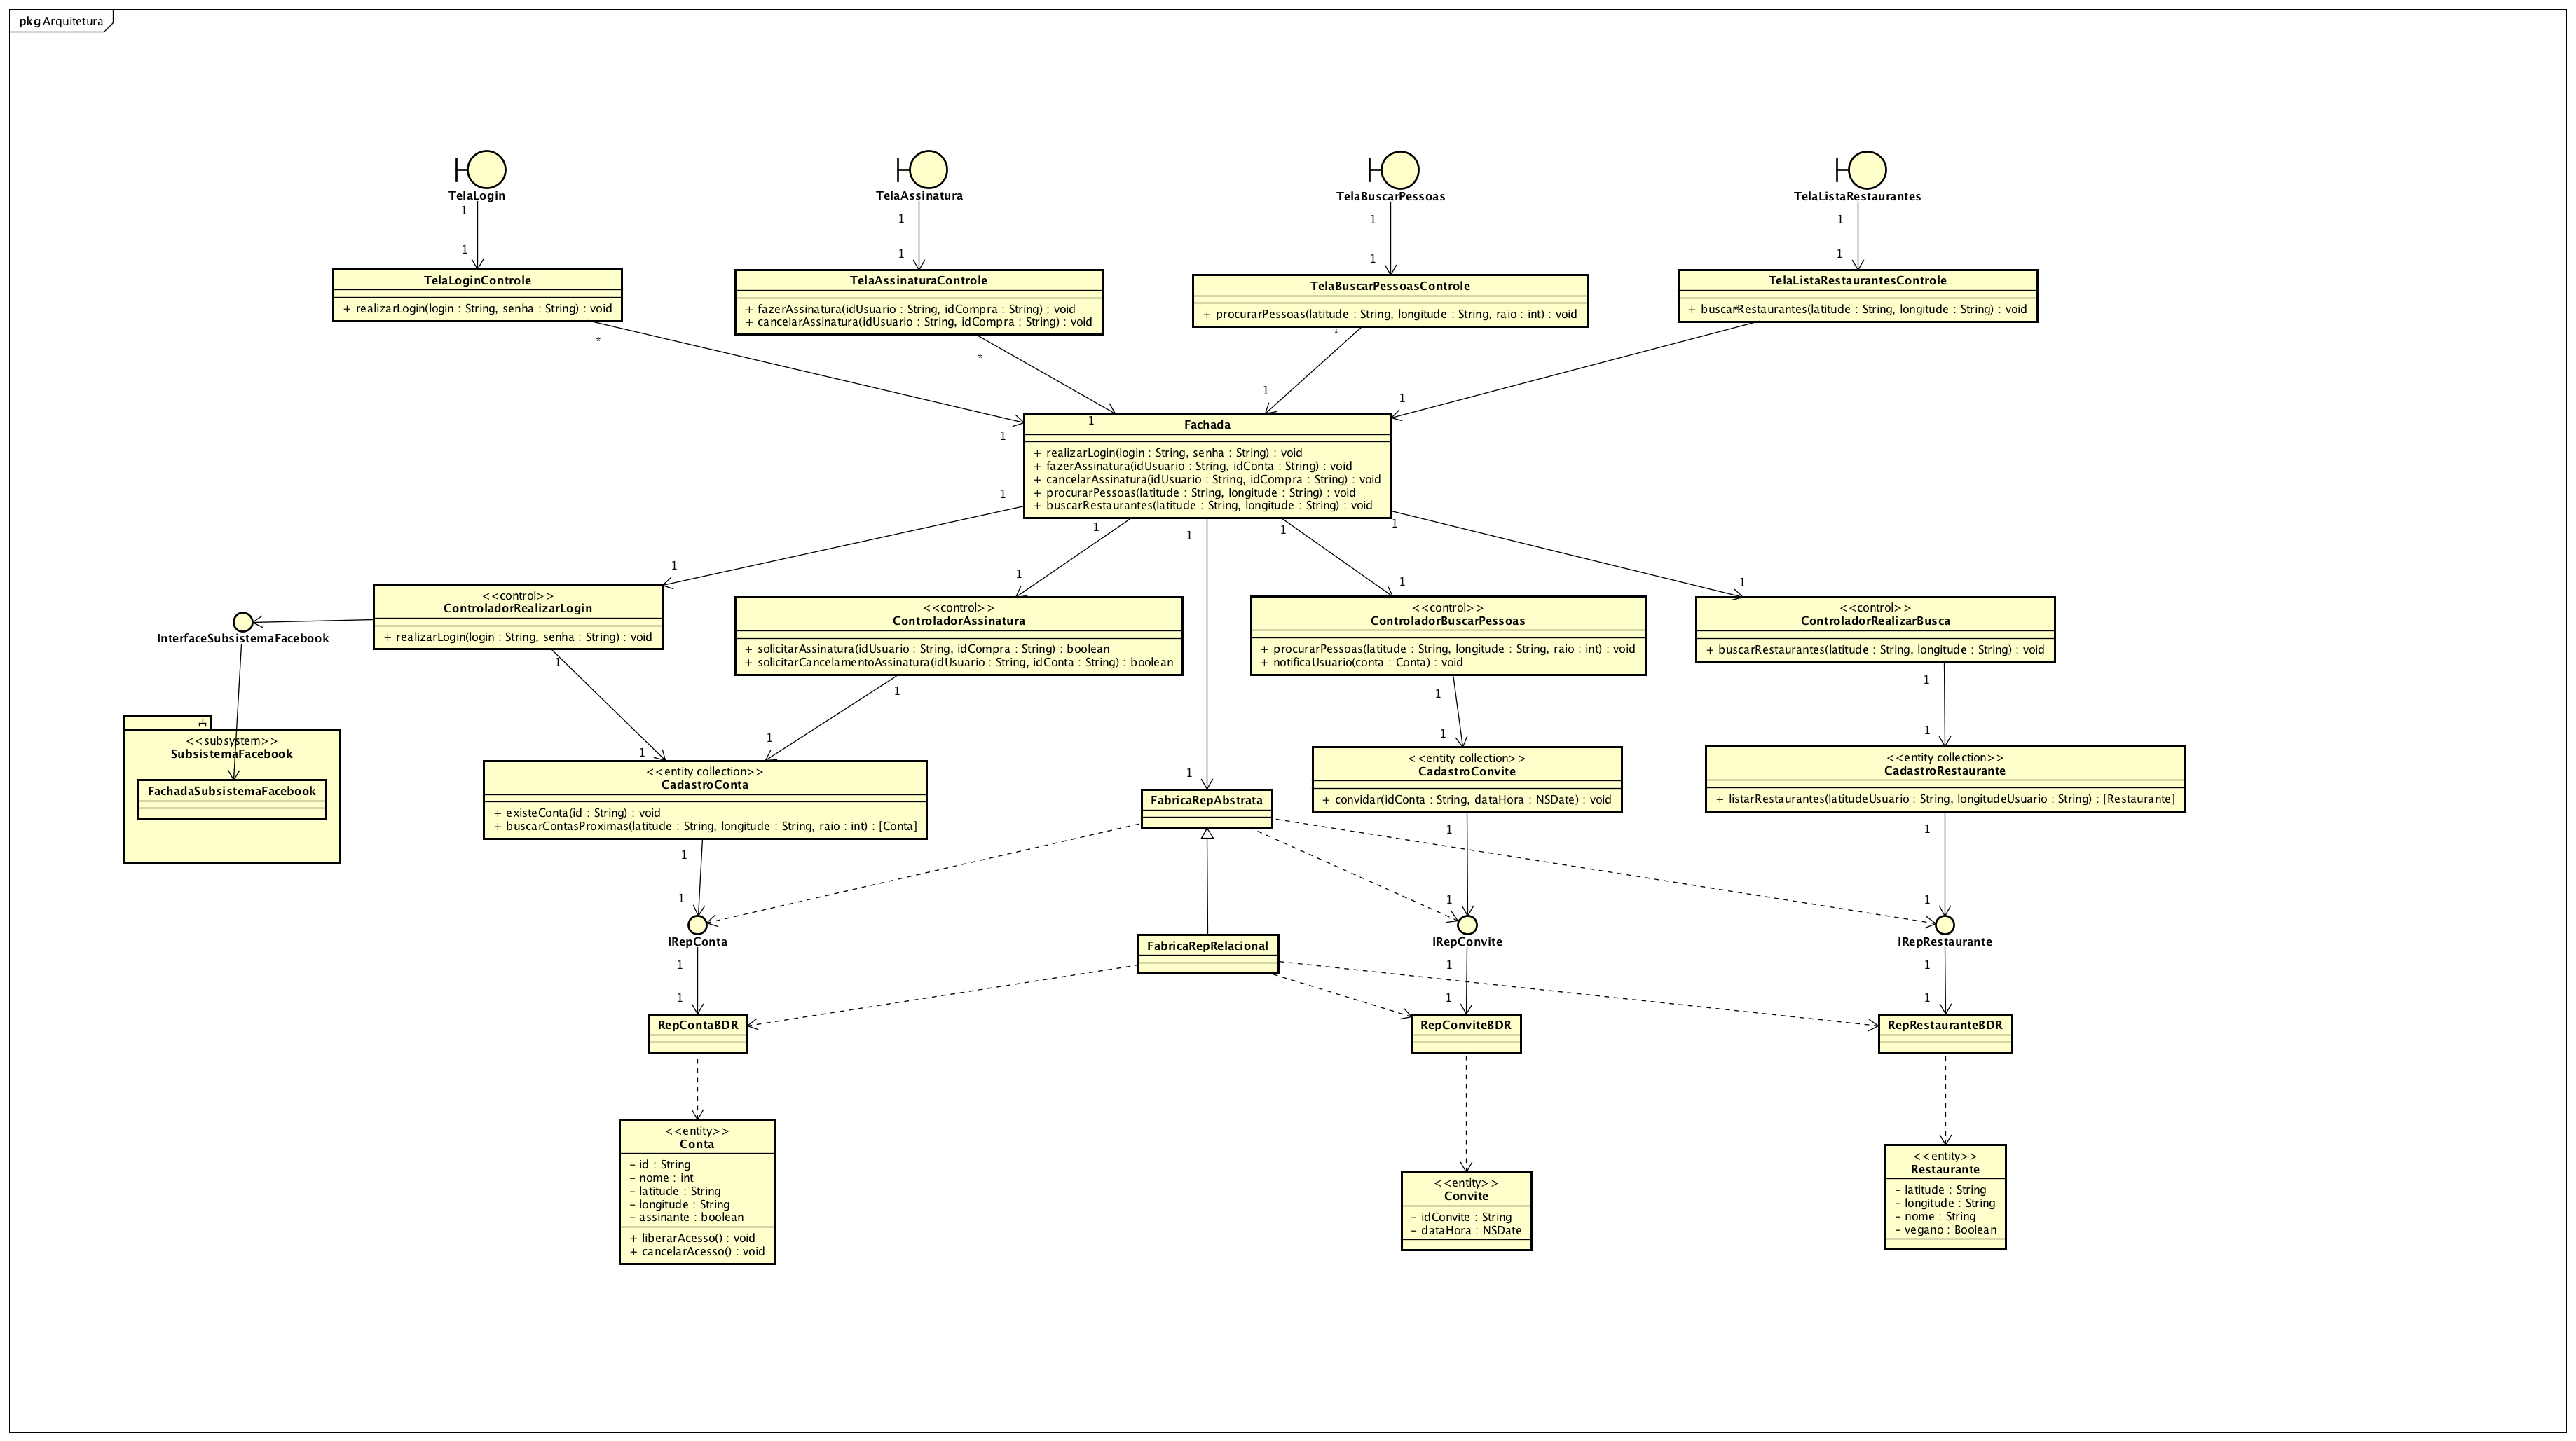 pkg Arquitetura
TelaLogin
TelaAssinatura
TelaBuscarPessoas
TelaListaRestaurantes
1
1
1
1
1
1
1
1
TelaLoginControle
+ realizarLogin(login : String, senha : String) : void
TelaAssinaturaControle
+ fazerAssinatura(idUsuario : String, idCompra : String) : void
+ cancelarAssinatura(idUsuario : String, idCompra : String) : void
TelaBuscarPessoasControle
+ procurarPessoas(latitude : String, longitude : String, raio : int) : void
TelaListaRestaurantesControle
+ buscarRestaurantes(latitude : String, longitude : String) : void
*
*
*
1
1
1
1
Fachada
+ realizarLogin(login : String, senha : String) : void
+ fazerAssinatura(idUsuario : String, idConta : String) : void
+ cancelarAssinatura(idUsuario : String, idCompra : String) : void
+ procurarPessoas(latitude : String, longitude : String) : void
+ buscarRestaurantes(latitude : String, longitude : String) : void
1
1
1
1
1
1
1
1
1
InterfaceSubsistemaFacebook
<<control>>
ControladorRealizarLogin
+ realizarLogin(login : String, senha : String) : void
<<control>>
ControladorAssinatura
+ solicitarAssinatura(idUsuario : String, idCompra : String) : boolean
+ solicitarCancelamentoAssinatura(idUsuario : String, idConta : String) : boolean
<<control>>
ControladorBuscarPessoas
+ procurarPessoas(latitude : String, longitude : String, raio : int) : void
+ notificaUsuario(conta : Conta) : void
<<control>>
ControladorRealizarBusca
+ buscarRestaurantes(latitude : String, longitude : String) : void
1
1
1
1
1
1
1
1
1
<<subsystem>>
SubsistemaFacebook
FachadaSubsistemaFacebook
<<entity collection>>
CadastroConta
+ existeConta(id : String) : void
+ buscarContasProximas(latitude : String, longitude : String, raio : int) : [Conta]
FabricaRepAbstrata
<<entity collection>>
CadastroConvite
+ convidar(idConta : String, dataHora : NSDate) : void
<<entity collection>>
CadastroRestaurante
+ listarRestaurantes(latitudeUsuario : String, longitudeUsuario : String) : [Restaurante]
1
1
1
1
1
1
IRepConta
FabricaRepRelacional
IRepConvite
IRepRestaurante
1
1
1
1
1
1
RepContaBDR
RepConviteBDR
RepRestauranteBDR
<<entity>>
Conta
- id : String
- nome : int
- latitude : String
- longitude : String
- assinante : boolean
+ liberarAcesso() : void
+ cancelarAcesso() : void
<<entity>>
Convite
- idConvite : String
- dataHora : NSDate
<<entity>>
Restaurante
- latitude : String
- longitude : String
- nome : String
- vegano : Boolean